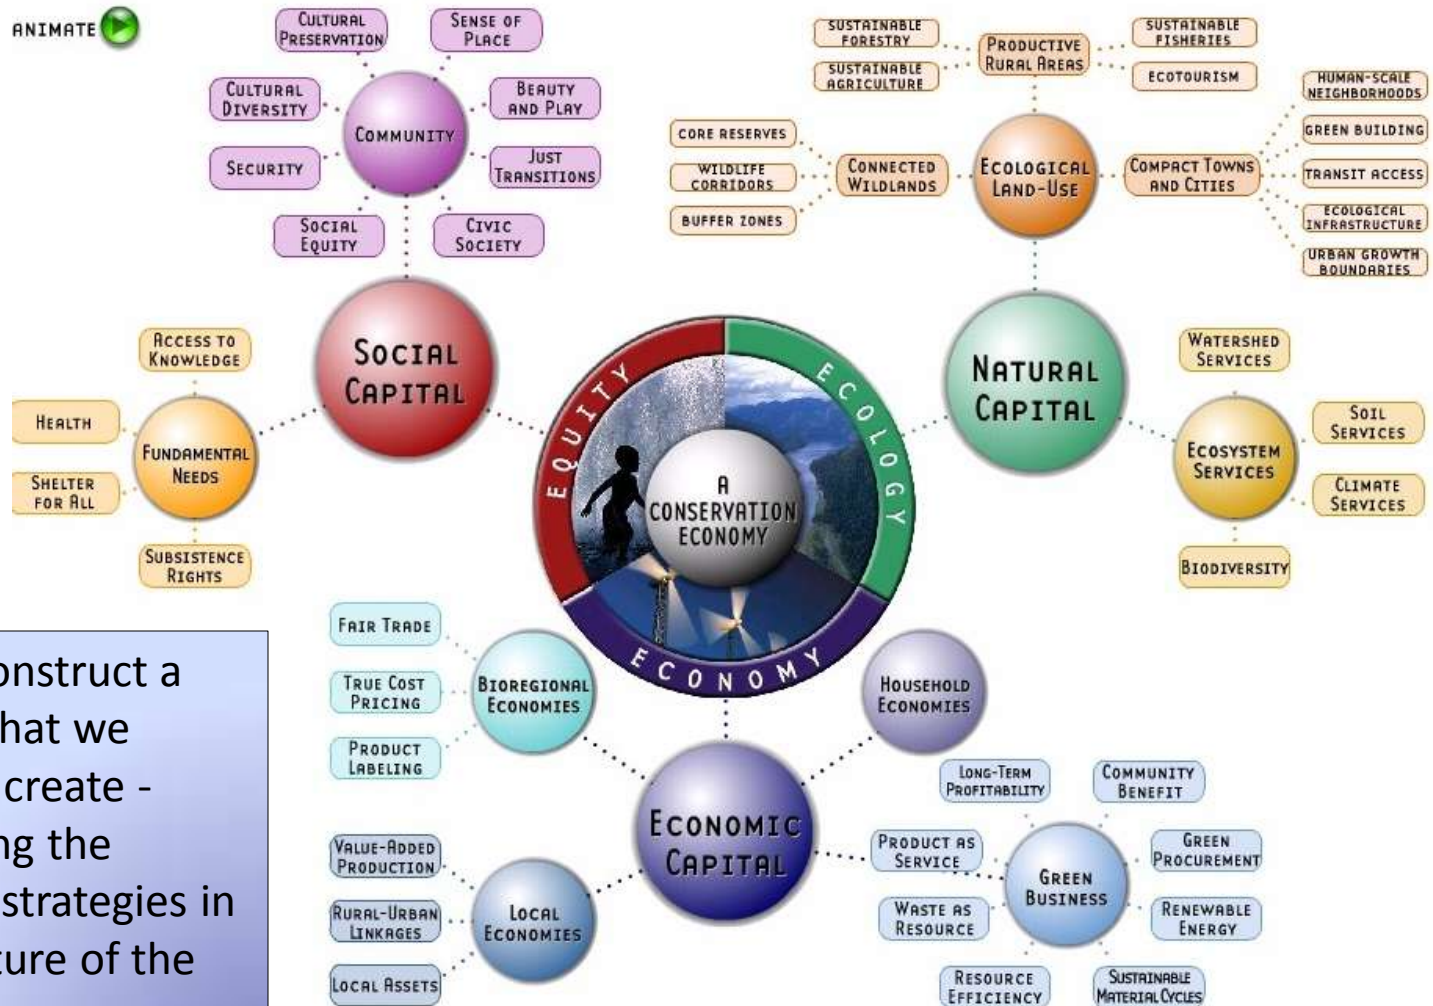 ANIMATE
CULTURAL
PRESERVATION
SENSE OF
PLACE
CULTURAL
DIVERSITY
BEAUTY
AND PLAY
COMMUNITY
SECURITY
JUST
TRANSITIONS
SOCIAL
EQUITY
CIVIC
SOCIETY
SUSTAINABLE
FORESTRY
SUSTAINABLE
AGRICULTURE
PRODUCTIVE
RURAL AREAS
SUSTAINABLE
FISHERIES
ECOTOURISM
CORE RESERVES
WILDLIFE
CORRIDORS
BUFFER ZONES
CONNECTED
WILDLANDS
ECOLOGICAL
LAND-USE
COMPACT TOWNS
AND CITIES
HUMAN-SCALE
NEIGHBORHOODS
GREEN BUILDING
TRANSIT ACCESS
ECOLOGICAL
INFRASTRUCTURE
URBAN GROWTH
BOUNDARIES
SOCIAL
CAPITAL
ACCESS TO
KNOWLEDGE
HEALTH
SHELTER
FOR ALL
FUNDAMENTAL
NEEDS
SUBSISTENCE
RIGHTS
EQUITY
ECOLOGY
ECONOMY
A
CONSERVATION
ECONOMY
NATURAL
CAPITAL
WATERSHED
SERVICES
SOIL
SERVICES
ECOSYSTEM
SERVICES
CLIMATE
SERVICES
BIODIVERSITY
FAIR TRADE
TRUE COST
PRICING
PRODUCT
LABELING
BIOREGIONAL
ECONOMIES
HOUSEHOLD
ECONOMIES
ECONOMIC
CAPITAL
VALUE-ADDED
PRODUCTION
RURAL-URBAN
LINKAGES
LOCAL ASSETS
LOCAL
ECONOMIES
LONG-TERM
PROFITABILITY
COMMUNITY
BENEFIT
PRODUCT AS
SERVICE
GREEN
PROCUREMENT
GREEN
BUSINESS
WASTE AS
RESOURCE
RENEWABLE
ENERGY
RESOURCE
EFFICIENCY
SUSTAINABLE
MATERIAL CYCLES
onstruct a
hat we
create -
ng the
strategies in
ture of the